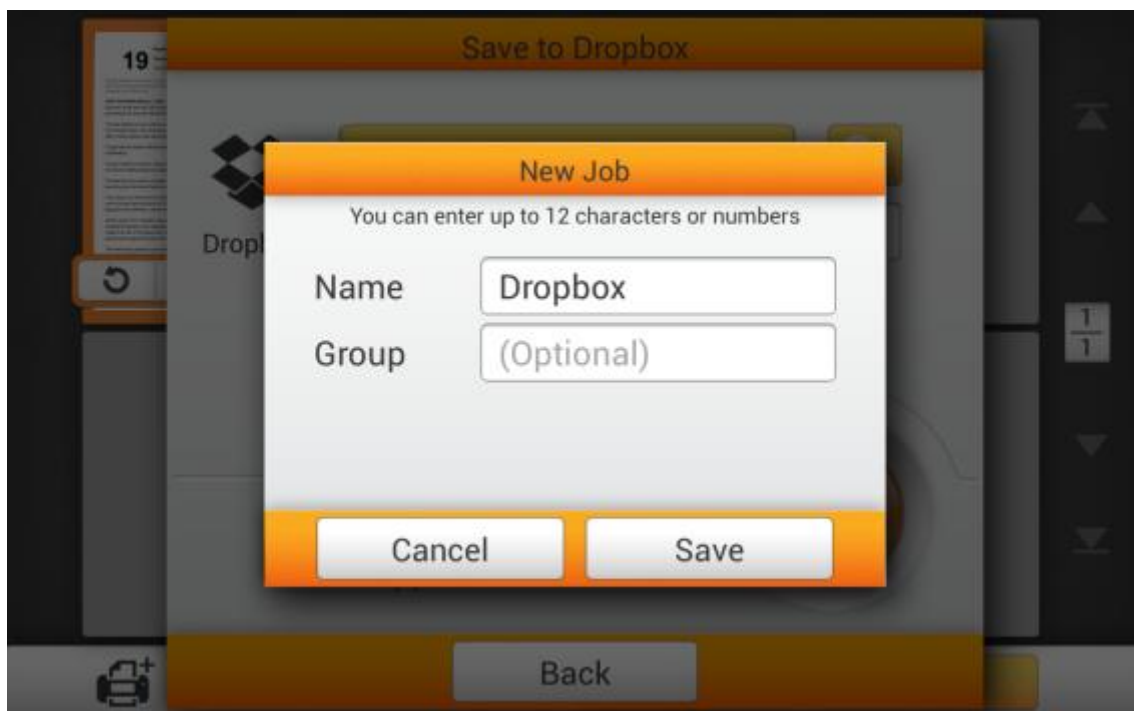 19
Save to Dropbox
New Job
You can enter up to 12 characters or numbers
Drop
Name
Dropbox
Group
(Optional)
1
1
Cancel
Save
Back